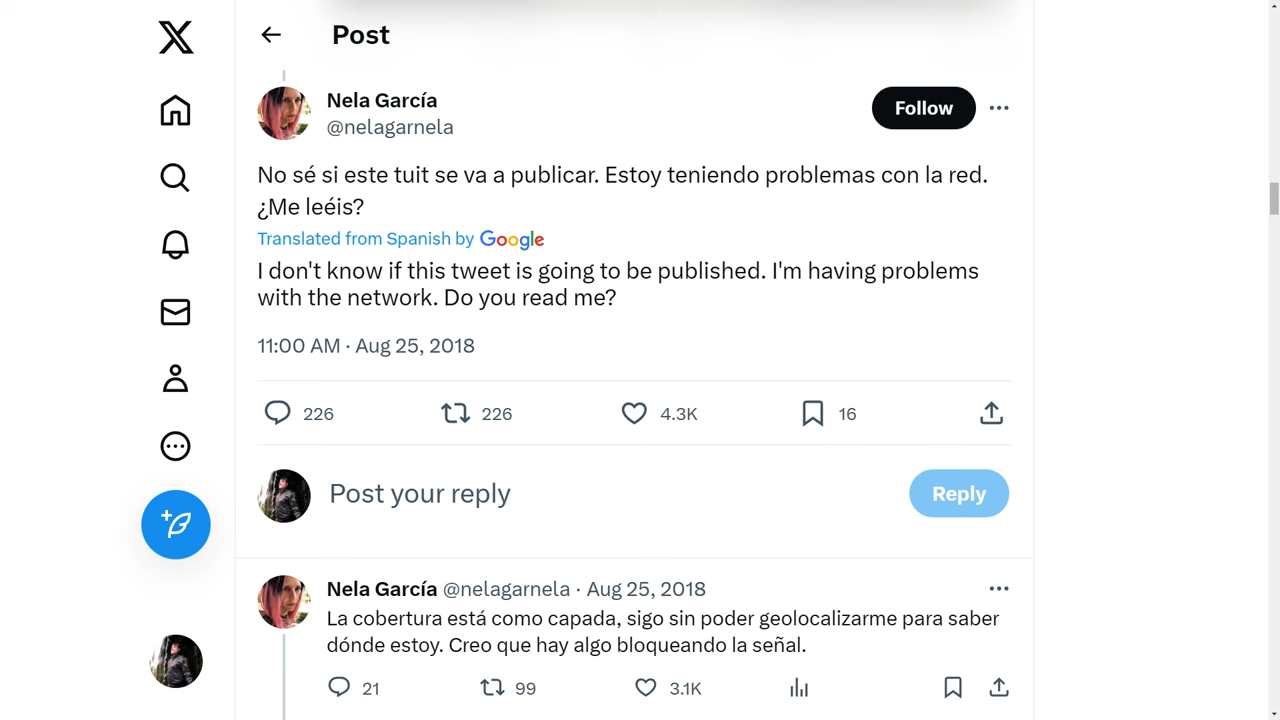 Post
Nela García
@nelagarnela
Follow
No sé si este tuit se va a publicar. Estoy teniendo problemas con la red.
¿Me leéis?
Translated from Spanish by Google
I don't know if this tweet is going to be published. I'm having problems
with the network. Do you read me?
11:00 AM · Aug 25, 2018
226 226 4.3K 16
Post your reply
Reply
Nela García @nelagarnela · Aug 25, 2018
La cobertura está como capada, sigo sin poder geolocalizarme para saber
dónde estoy. Creo que hay algo bloqueando la señal.
21 99 3.1K